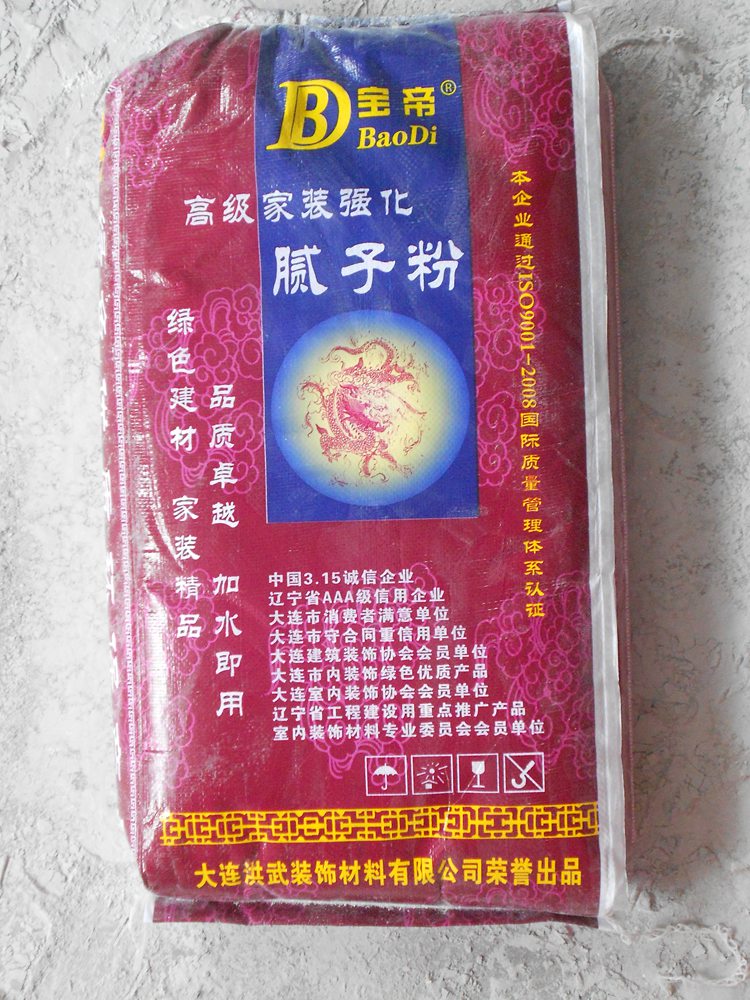 BD宝帝®
BaoDi
高级家装强化
腻子粉
本企业通过ISO9001-2008国际质量管理体系认证
绿色建材 家装精品
品质卓越 加水即用
中国3.15诚信企业
辽宁省AAA级信用企业
大连市消费者满意单位
大连市守合同重信用单位
大连建筑装饰协会会员单位
大连市内装饰绿色优质产品
大连室内装饰协会会员单位
辽宁省工程建设用重点推广产品
室内装饰材料专业委员会会员单位
大连洪武装饰材料有限公司荣誉出品